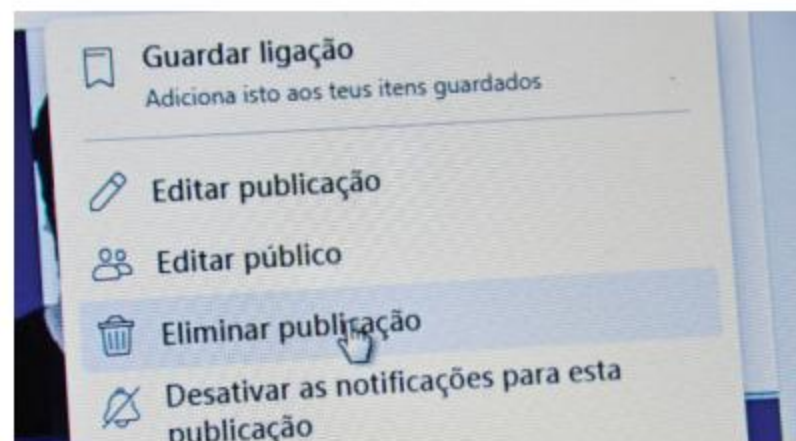 Guardar ligação
Adiciona isto aos teus itens guardados
Editar publicação
Editar público
Eliminar publicação
Desativar as notificações para esta
publicação